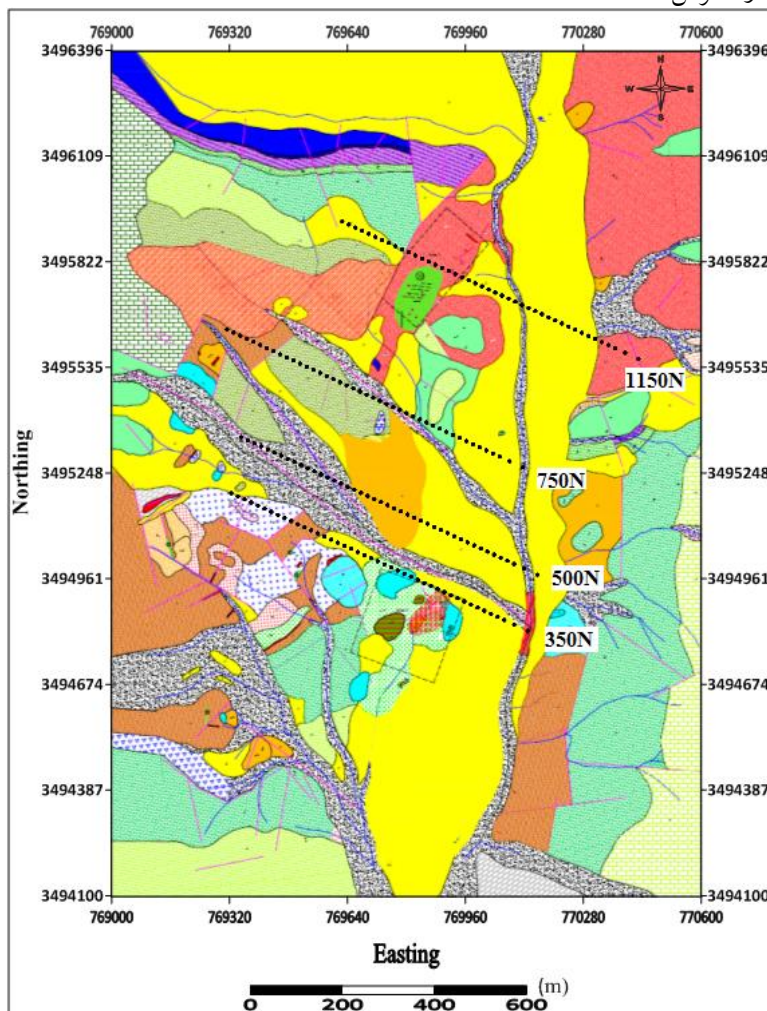 769000 769320 769640 769960 770280 770600
3496396 3496396
N
W E
S
3496109 3496109
3495822 3495822
3495535 3495535
1150N
3495248 3495248
750N
Northing
3494961 3494961
500N
350N
3494674 3494674
3494387 3494387
3494100 3494100
769000 769320 769640 769960 770280 770600
Easting
(m)
0 200 400 600